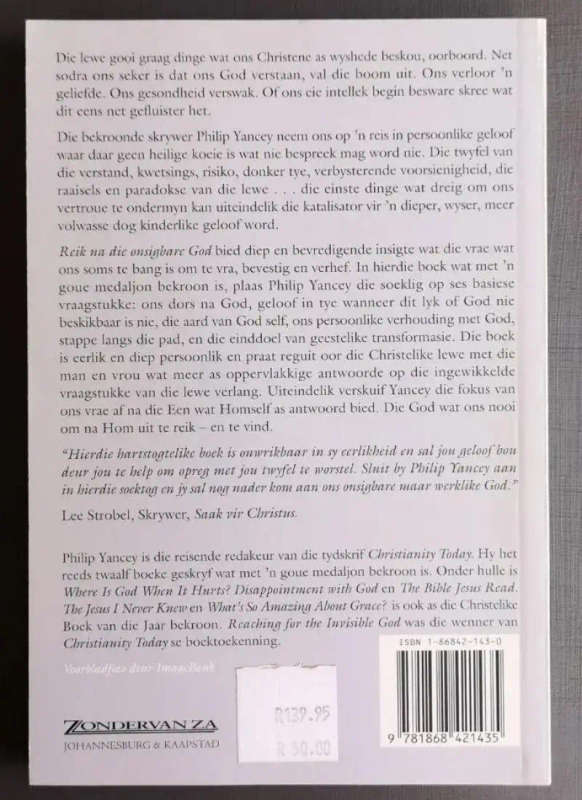 Die lewe gooi graag dinge wat ons Christene as wyshede beskou, oorboord. Net
sodra ons seker is dat ons God verstaan, val die boom uit. Ons verloor 'n
geliefde. Ons gesondheid verswak. Of ons eie intellek begin besware skree wat
dit eens net gefluister het.
Die bekroonde skrywer Philip Yancey neem ons op 'n reis in persoonlike geloof
waar daar geen heilige koeie is wat nie bespreek mag word nie. Die twyfel van
die verstand, kwetsings, risiko, donker tye, verbysterende voorsienigheid, die
raaisels en paradokse van die lewe . . . die einste dinge wat dreig om ons
vertroue te ondermyn kan uiteindelik die katalisator vir 'n dieper, wyser, meer
volwasse dog kinderlike geloof word.
Reik na die onsigbare God bied diep en bevredigende insigte wat die vrae wat
ons soms te bang is om te vra, bevestig en verhef. In hierdie boek wat met 'n
goue medaljon bekroon is, plaas Philip Yancey die soeklig op ses basiese
vraagstukke: ons dors na God, geloof in tye wanneer dit lyk of God nie
beskikbaar is nie, die aard van God self, ons persoonlike verhouding met God,
stappe langs die pad, en die einddoel van geestelike transformasie. Die boek
is eerlik en diep persoonlik en praat reguit oor die Christelike lewe met die
man en vrou wat meer as oppervlakkige antwoorde op die ingewikkelde
vraagstukke van die lewe verlang. Uiteindelik verskuif Yancey die fokus van
ons vrae af na die Een wat Homself as antwoord bied. Die God wat ons nooi
om na Hom uit te reik – en te vind.
"Hierdie hartstogtelike boek is onwrikbaar in sy eerlikheid en sal jou geloof bou
deur jou te help om opreg met jou twyfel te worstel. Sluit by Philip Yancey aan
in hierdie soektog en jy sal nog nader kom aan ons onsigbare maar werklike God."
Lee Strobel, Skrywer, Saak vir Christus.
Philip Yancey is die reisende redakteur van die tydskrif Christianity Today. Hy het
reeds twaalf boeke geskryf wat met 'n goue medaljon bekroon is. Onder hulle is
Where Is God When It Hurts? Disappointment with God en The Bible Jesus Read.
The Jesus I Never Knew en What's So Amazing About Grace? is ook as die Christelike
Boek van die Jaar bekroon. Reaching for the Invisible God was die wenner van
Christianity Today se boektoekenning.
Voorbladfoto deur ImageBank
ZONDERVAN ZA
JOHANNESBURG & KAAPSTAD
R139.95
R 50.00
ISBN 1-86842-143-0
9 781868 421435